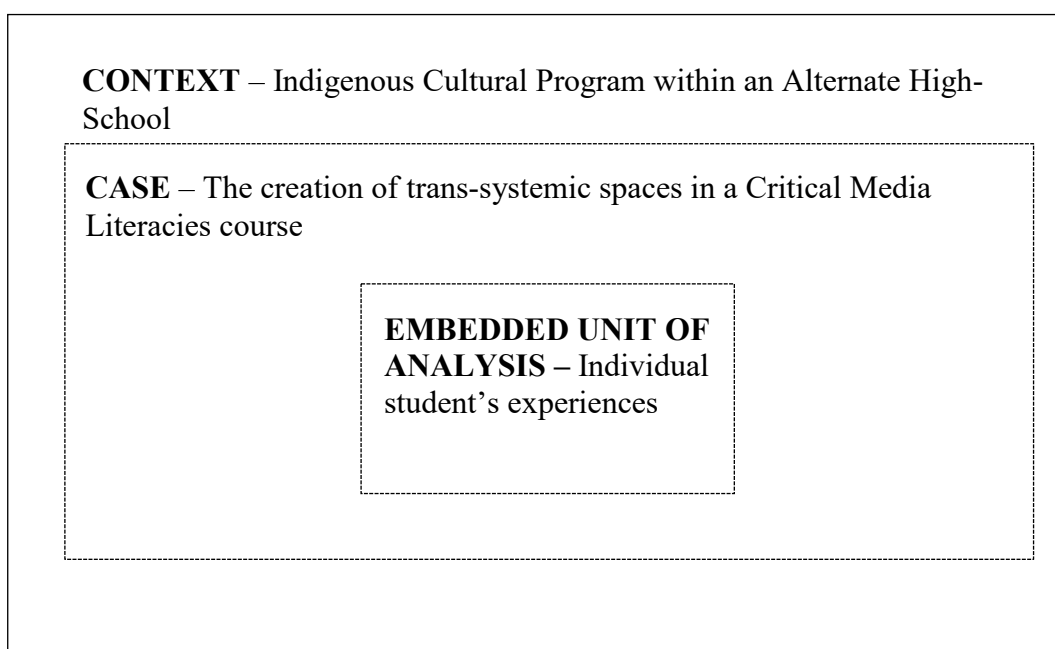 CONTEXT – Indigenous Cultural Program within an Alternate High-
School
CASE – The creation of trans-systemic spaces in a Critical Media
Literacies course
EMBEDDED UNIT OF
ANALYSIS – Individual
student’s experiences